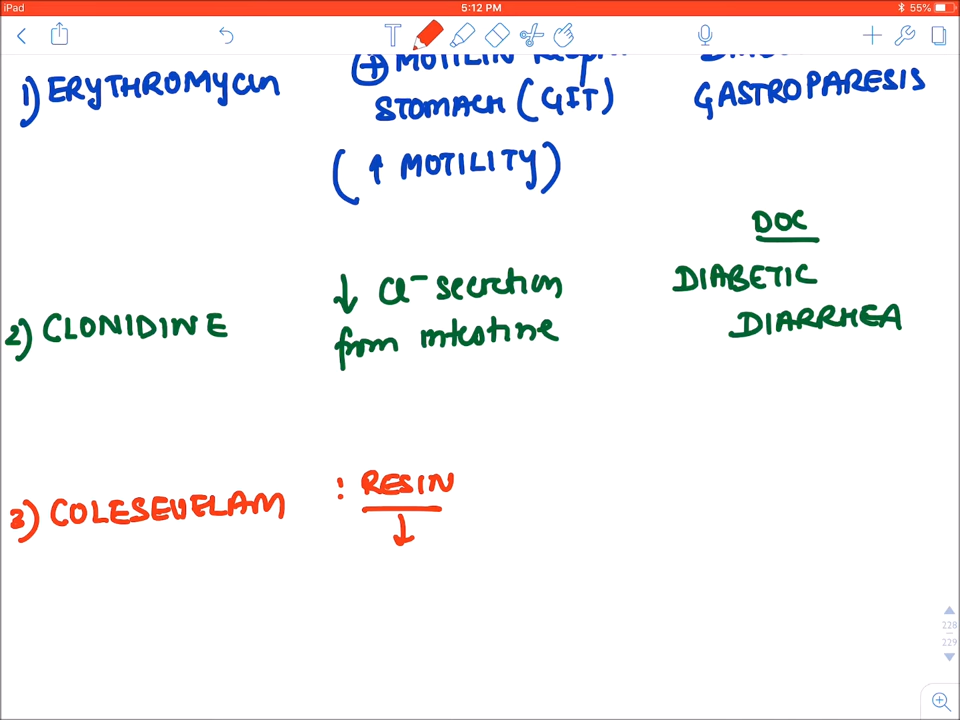 iPad
5:12 PM
55%
T
1) ERYTHROMYCIN
⊕ MOTILIN
STOMACH (GIT)
GASTROPARESIS
(↑ MOTILITY)
DOC
2) CLONIDINE
↓ Cl⁻ secretion
from intestine
DIABETIC
DIARRHEA
3) COLESEVELAM : RESIN
↓
228
229